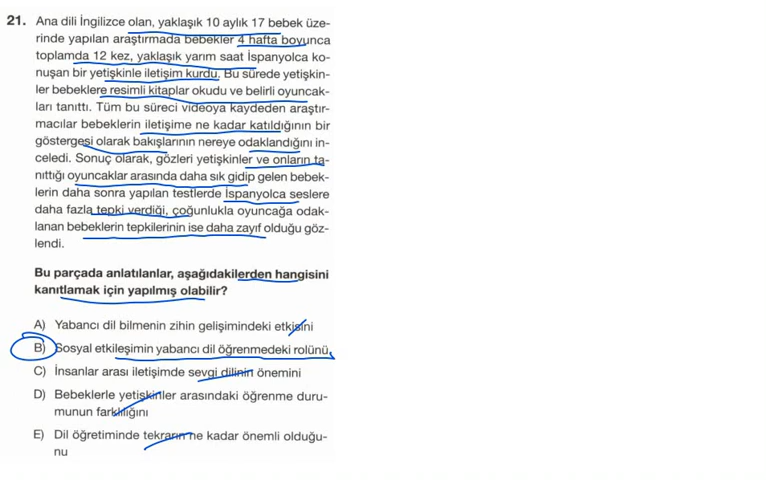 21. Ana dili İngilizce olan, yaklaşık 10 aylık 17 bebek üze-
rinde yapılan araştırmada bebekler 4 hafta boyunca
toplamda 12 kez, yaklaşık yarım saat İspanyolca ko-
nuşan bir yetişkinle iletişim kurdu. Bu sürede yetişkin-
ler bebeklere resimli kitaplar okudu ve belirli oyuncak-
ları tanıttı. Tüm bu süreci videoya kaydeden araştır-
macılar bebeklerin iletişime ne kadar katıldığının bir
göstergesi olarak bakışlarının nereye odaklandığını in-
celedi. Sonuç olarak, gözleri yetişkinler ve onların ta-
nıttığı oyuncaklar arasında daha sık gidip gelen bebek-
lerin daha sonra yapılan testlerde İspanyolca seslere
daha fazla tepki verdiği, çoğunlukla oyuncağa odak-
lanan bebeklerin tepkilerinin ise daha zayıf olduğu göz-
lendi.
Bu parçada anlatılanlar, aşağıdakilerden hangisini
kanıtlamak için yapılmış olabilir?
A) Yabancı dil bilmenin zihin gelişimindeki etkisini
B) Sosyal etkileşimin yabancı dil öğrenmedeki rolünü
C) İnsanlar arası iletişimde sevgi dilinin önemini
D) Bebeklerle yetişkinler arasındaki öğrenme duru-
munun farklılığını
E) Dil öğretiminde tekrarın ne kadar önemli olduğu-
nu